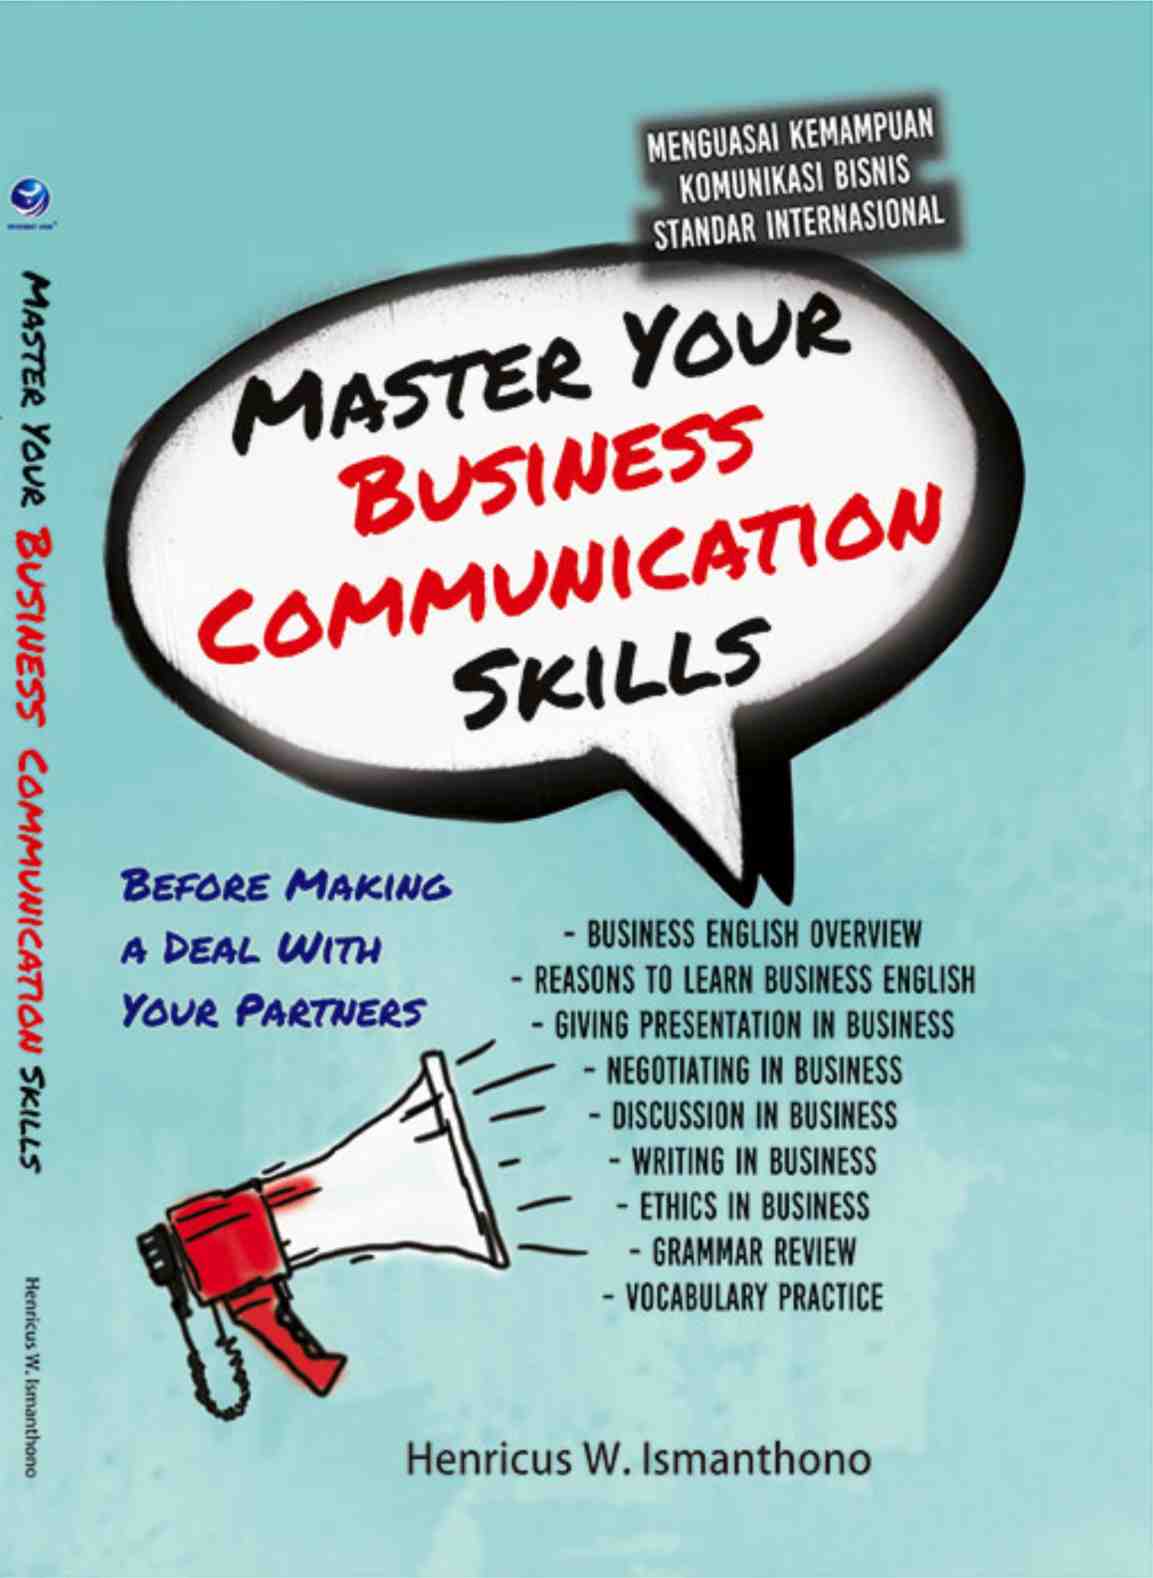 MENGUASAI KEMAMPUAN
KOMUNIKASI BISNIS
STANDAR INTERNASIONAL
MASTER YOUR
BUSINESS
COMMUNICATION
SKILLS
BEFORE MAKING
A DEAL WITH
YOUR PARTNERS
- BUSINESS ENGLISH OVERVIEW
- REASONS TO LEARN BUSINESS ENGLISH
- GIVING PRESENTATION IN BUSINESS
- NEGOTIATING IN BUSINESS
- DISCUSSION IN BUSINESS
- WRITING IN BUSINESS
- ETHICS IN BUSINESS
- GRAMMAR REVIEW
- VOCABULARY PRACTICE
Henricus W. Ismanthono
MASTER YOUR BUSINESS COMMUNICATION SKILLS
Henricus W. Ismanthono